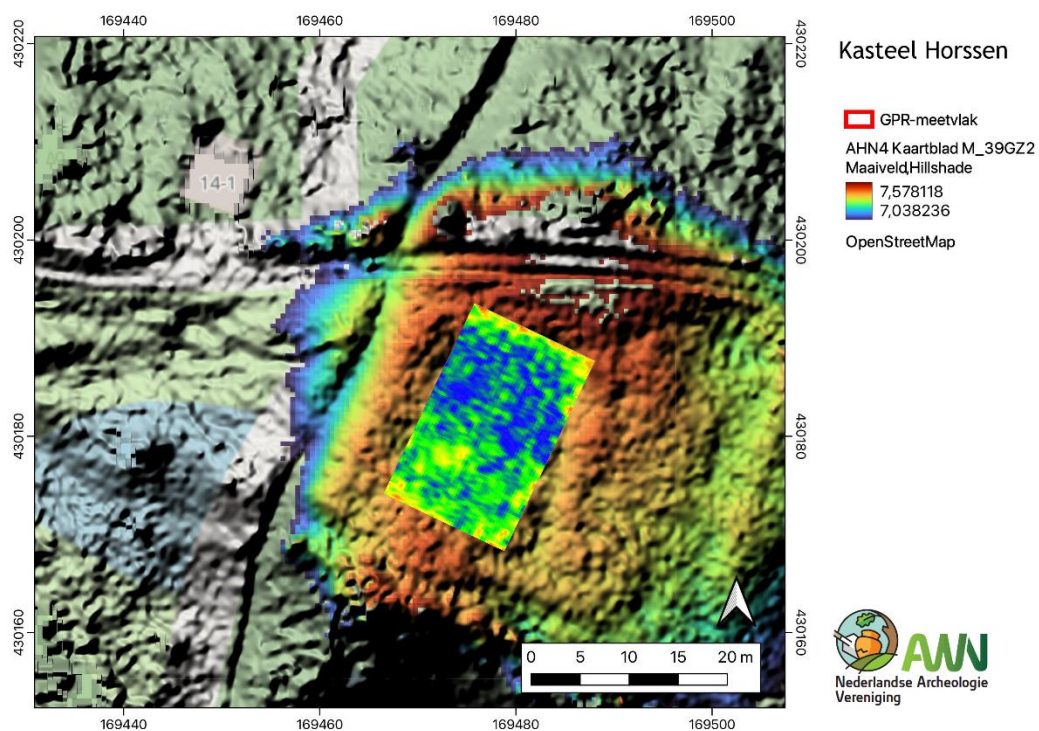 169440 169460 169480 169500
430220
430220
430200
430200
430180
430180
430160
430160
14-1
0 5 10 15 20 m
169440 169460 169480 169500
Kasteel Horssen
GPR-meetvlak
AHN4 Kaartblad M_39GZ2
Maaiveld,Hillshade
7,578118
7,038236
OpenStreetMap
AWN
Nederlandse Archeologie
Vereniging